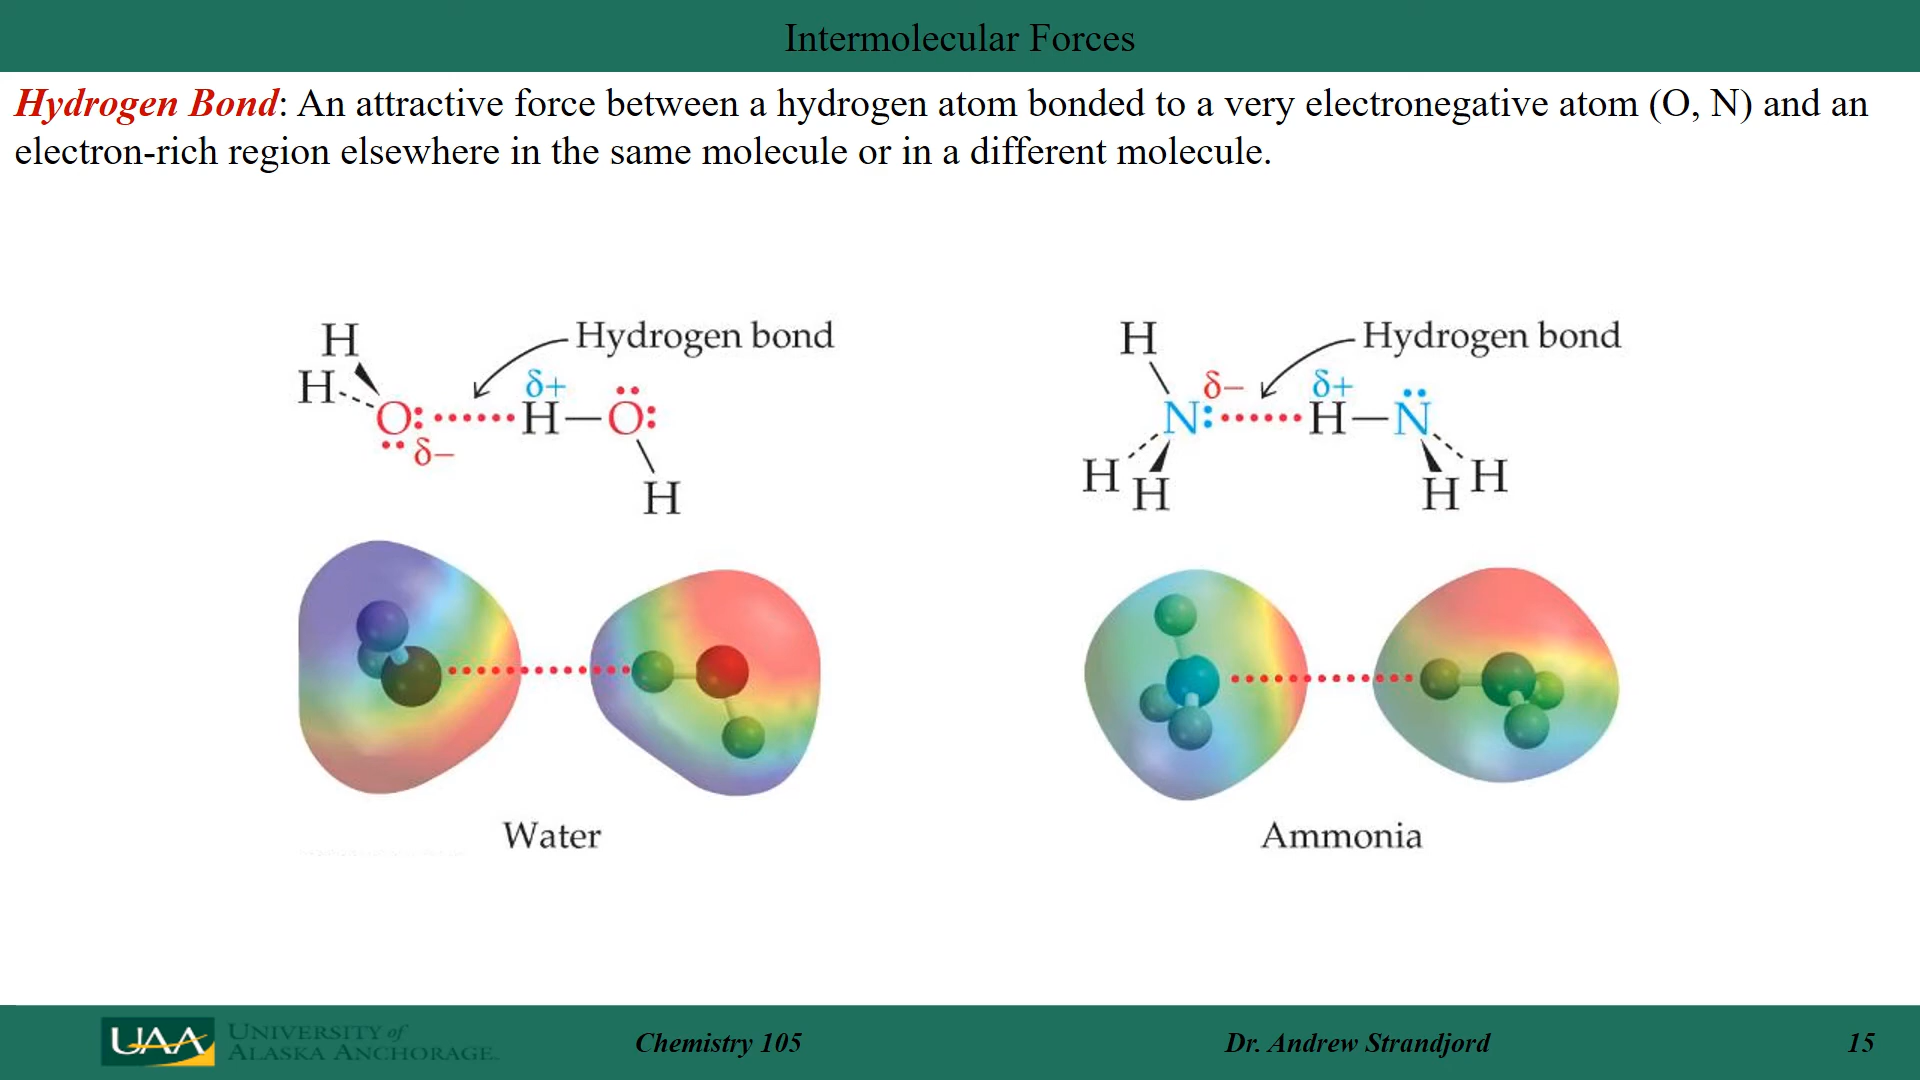 Intermolecular Forces
Hydrogen Bond: An attractive force between a hydrogen atom bonded to a very electronegative atom (O, N) and an
electron-rich region elsewhere in the same molecule or in a different molecule.
H
Hydrogen bond
H
δ+
O: H—O:
δ−
H
Water
H
Hydrogen bond
δ− δ+
N: H—N
H H
H H
Ammonia
UAA UNIVERSITY of
ALASKA ANCHORAGE.
Chemistry 105
Dr. Andrew Strandjord
15